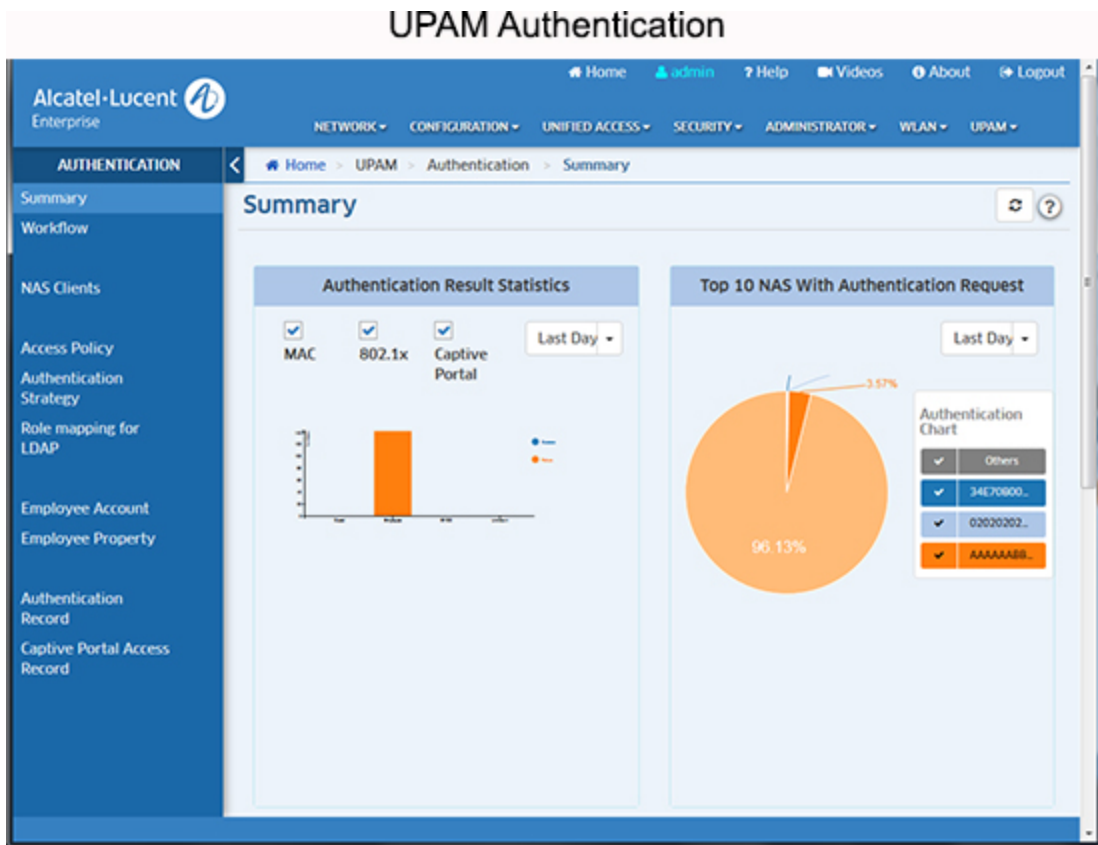 UPAM Authentication
Home admin ? Help Videos About Logout
Alcatel·Lucent
Enterprise
NETWORK CONFIGURATION UNIFIED ACCESS SECURITY ADMINISTRATOR WLAN UPAM
AUTHENTICATION
Home > UPAM > Authentication > Summary
Summary
Workflow
NAS Clients
Access Policy
Authentication
Strategy
Role mapping for
LDAP
Employee Account
Employee Property
Authentication
Record
Captive Portal Access
Record
Summary
?
Authentication Result Statistics
MAC
802.1x
Captive
Portal
Last Day
Top 10 NAS With Authentication Request
Last Day
3.57%
96.13%
Authentication
Chart
Others
34E70800...
02020202...
AAAAAABB...